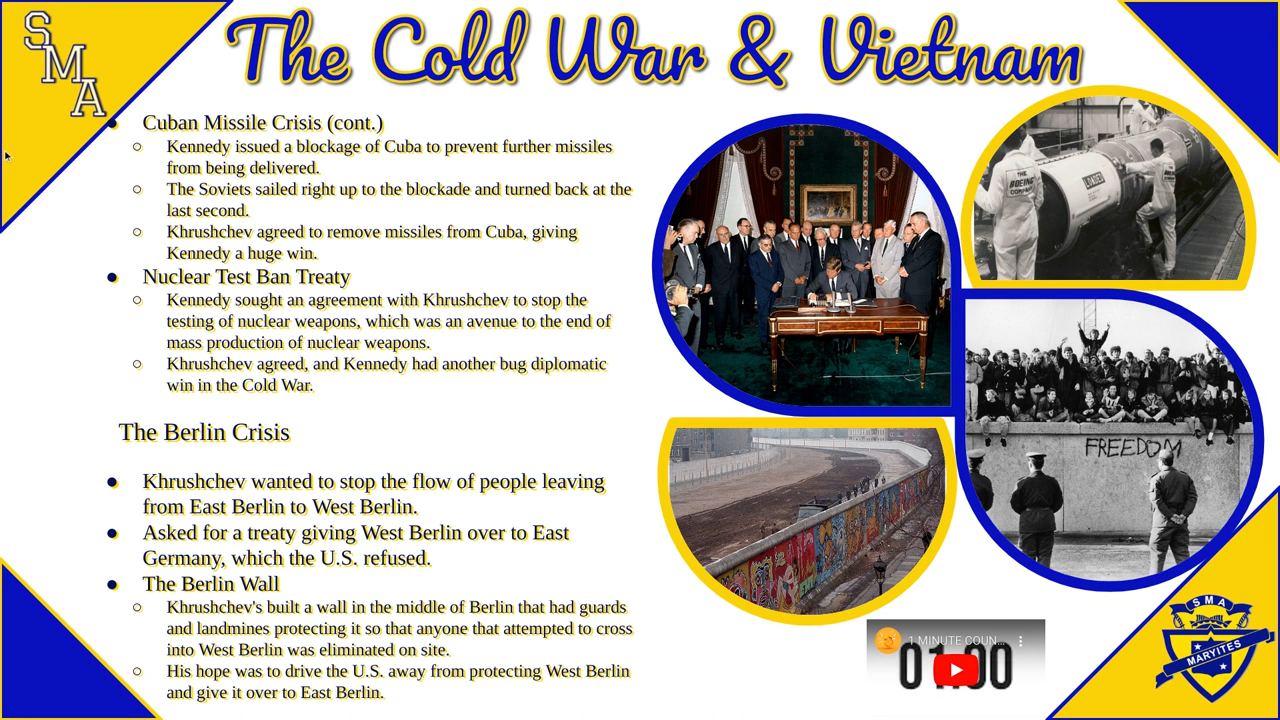 SMA
The Cold War & Vietnam
Cuban Missile Crisis (cont.)
Kennedy issued a blockage of Cuba to prevent further missiles
from being delivered.
The Soviets sailed right up to the blockade and turned back at the
last second.
Khrushchev agreed to remove missiles from Cuba, giving
Kennedy a huge win.
Nuclear Test Ban Treaty
Kennedy sought an agreement with Khrushchev to stop the
testing of nuclear weapons, which was an avenue to the end of
mass production of nuclear weapons.
Khrushchev agreed, and Kennedy had another bug diplomatic
win in the Cold War.
The Berlin Crisis
Khrushchev wanted to stop the flow of people leaving
from East Berlin to West Berlin.
Asked for a treaty giving West Berlin over to East
Germany, which the U.S. refused.
The Berlin Wall
Khrushchev's built a wall in the middle of Berlin that had guards
and landmines protecting it so that anyone that attempted to cross
into West Berlin was eliminated on site.
His hope was to drive the U.S. away from protecting West Berlin
and give it over to East Berlin.
THE
BOEING
COMPANY
FREEDOM
1 MINUTE COUN...
01:00
SMA
MARYITES